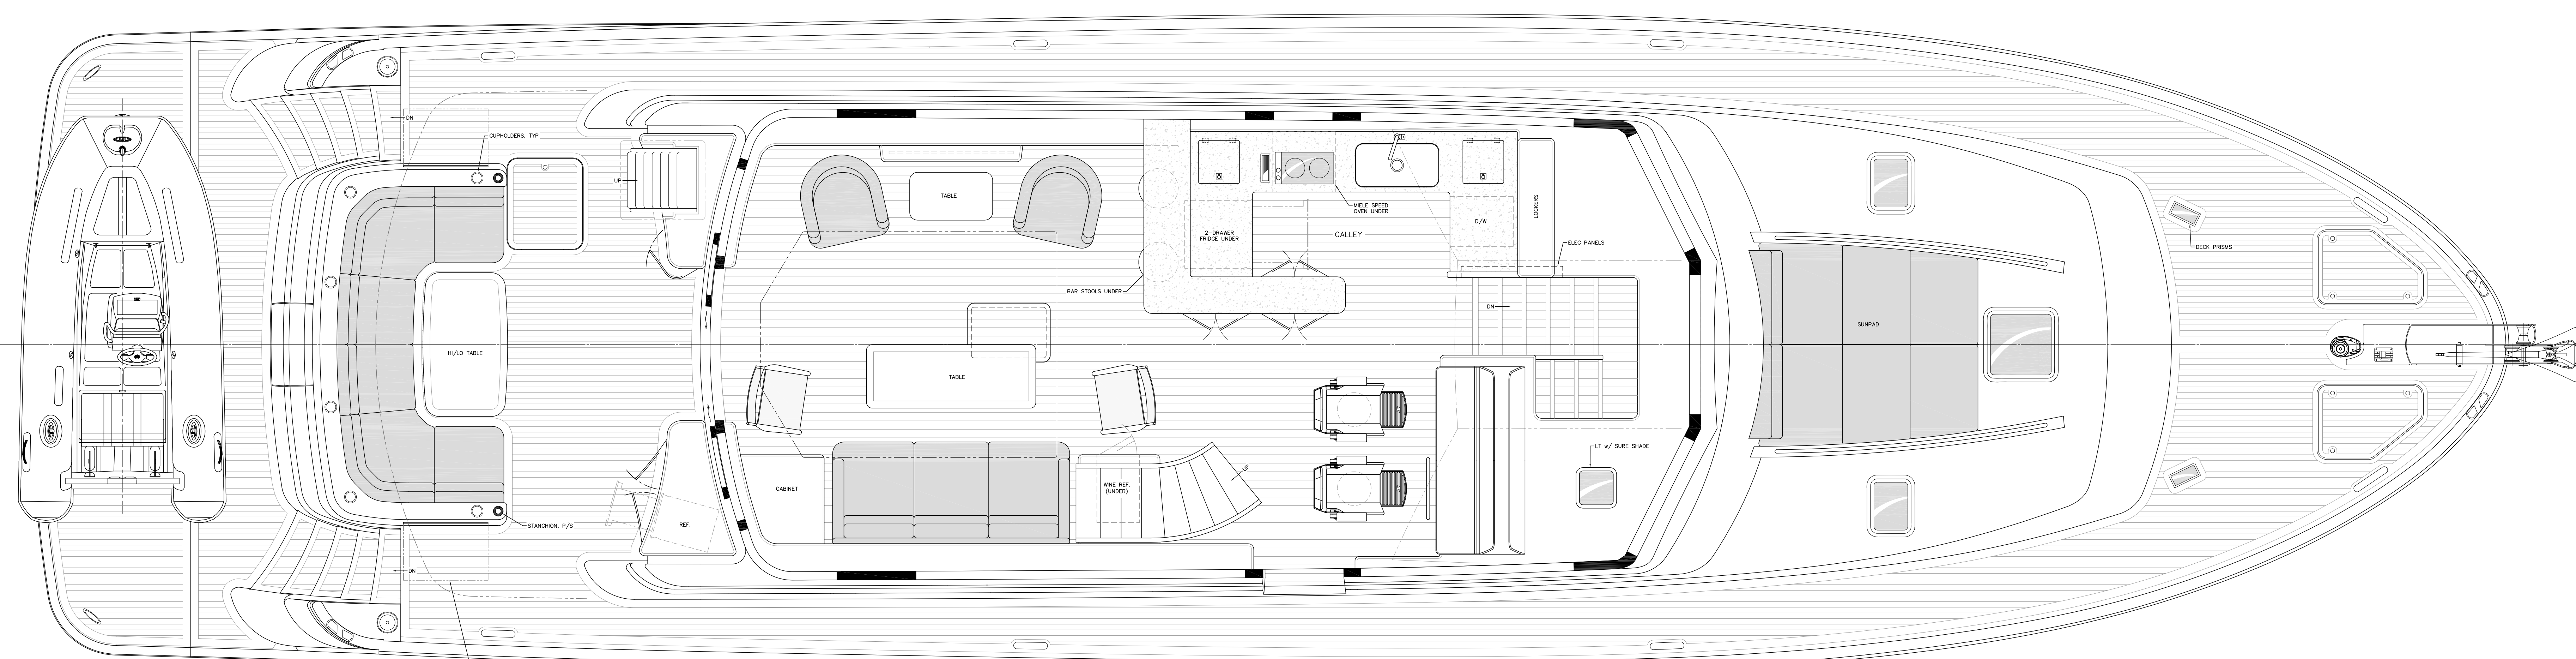 DN
CUPHOLDERS, TYP
UP
TABLE
MIELE SPEED
OVEN UNDER
2-DRAWER
FRIDGE UNDER
GALLEY
D/W
LOCKERS
ELEC PANELS
DECK PRISMS
BAR STOOLS UNDER
DN
SUNPAD
HI/LO TABLE
TABLE
LT w/ SURE SHADE
UP
CABINET
WINE REF.
(UNDER)
REF.
STANCHION, P/S
DN